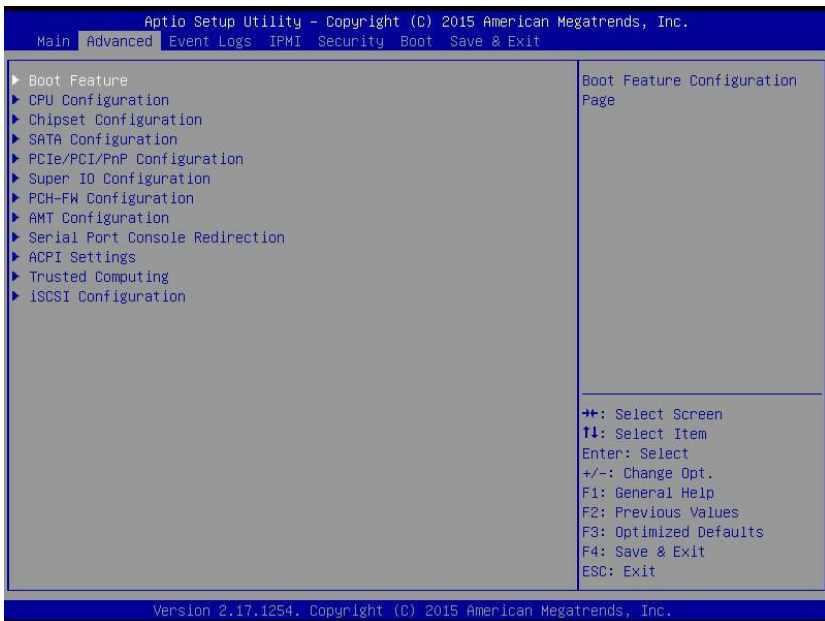 Aptio Setup Utility – Copyright (C) 2015 American Megatrends, Inc.
Main Advanced Event Logs IPMI Security Boot Save & Exit
Boot Feature
CPU Configuration
Chipset Configuration
SATA Configuration
PCIe/PCI/PnP Configuration
Super IO Configuration
PCH-FW Configuration
AMT Configuration
Serial Port Console Redirection
ACPI Settings
Trusted Computing
iSCSI Configuration
Boot Feature Configuration
Page
→←: Select Screen
↑↓: Select Item
Enter: Select
+/-: Change Opt.
F1: General Help
F2: Previous Values
F3: Optimized Defaults
F4: Save & Exit
ESC: Exit
Version 2.17.1254. Copyright (C) 2015 American Megatrends, Inc.